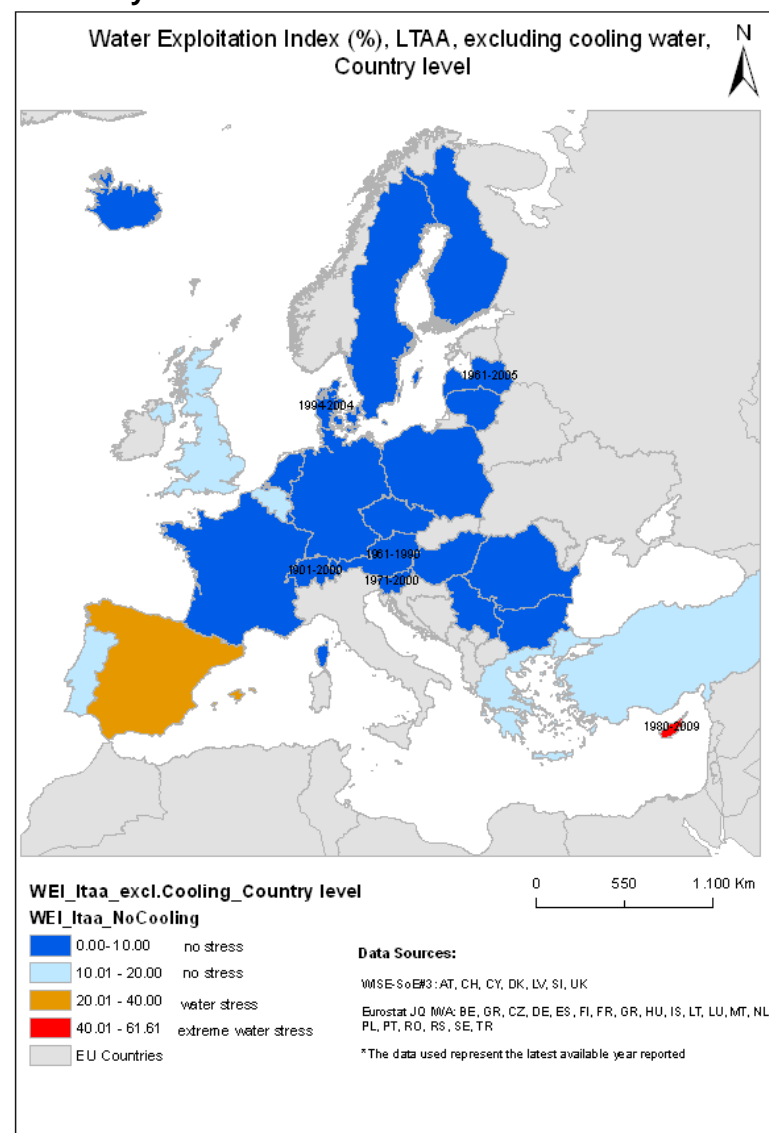 Water Exploitation Index (%), LTAA, excluding cooling water,
Country level
N
1961-2005
1994-2004
1961-1990
1901-2000
1971-2000
1980-2009
WEI_ltaa_excl.Cooling_Country level
WEI_ltaa_NoCooling
0.00-10.00 no stress
10.01 - 20.00 no stress
20.01 - 40.00 water stress
40.01 - 61.61 extreme water stress
EU Countries
0 550 1.100 Km
Data Sources:
WISE-SoE#3: AT, CH, CY, DK, LV, SI, UK
Eurostat JQ IWA: BE, GR, CZ, DE, ES, FI, FR, GR, HU, IS, LT, LU, MT, NL
PL, PT, RO, RS, SE, TR
*The data used represent the latest available year reported